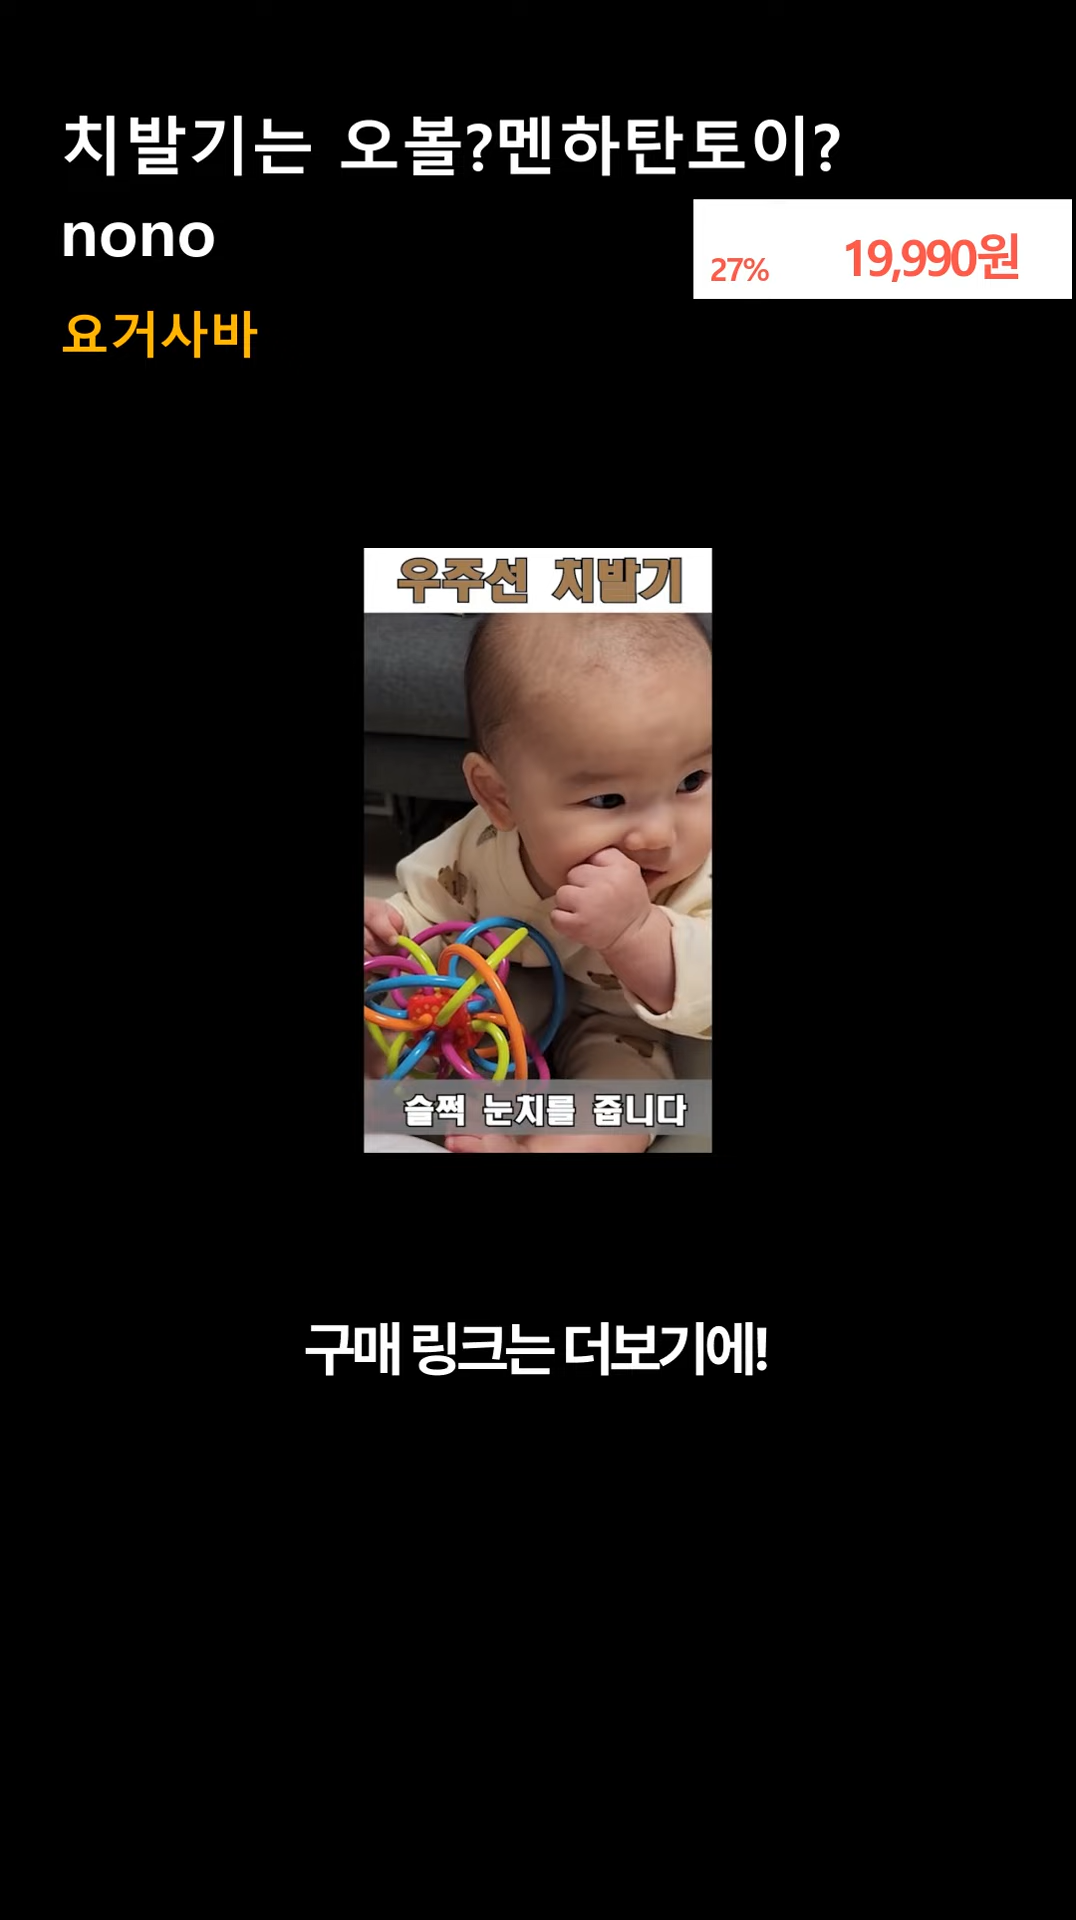 치발기는 오볼?멘하탄토이?
nono
27% 19,990원
요거사바
우주선 치발기
슬쩍 눈치를 줍니다
구매 링크는 더보기에!